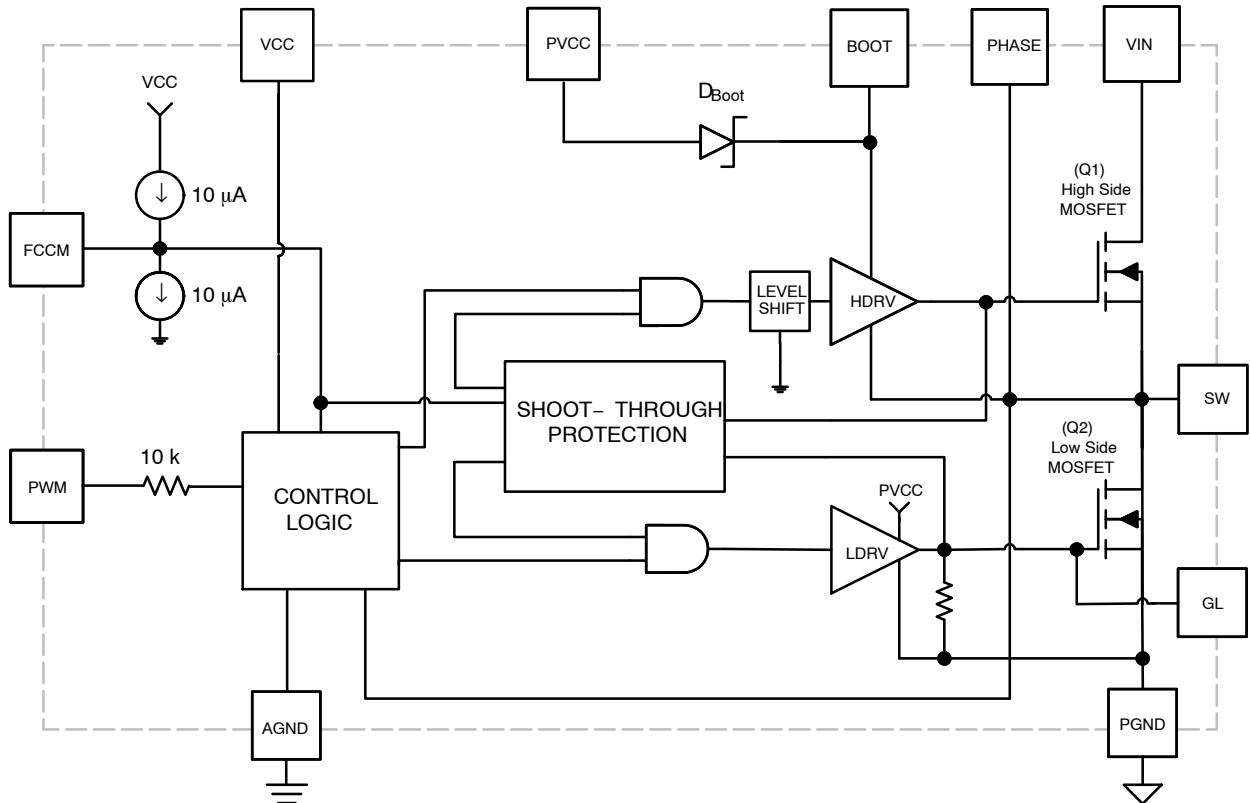 VCC
PVCC
BOOT
PHASE
VIN
VCC
DBoot
10 μA
(Q1)
High Side
MOSFET
FCCM
10 μA
LEVEL
SHIFT
HDRV
SHOOT– THROUGH
PROTECTION
SW
(Q2)
Low Side
MOSFET
10 k
PWM
CONTROL
LOGIC
PVCC
LDRV
GL
AGND
PGND